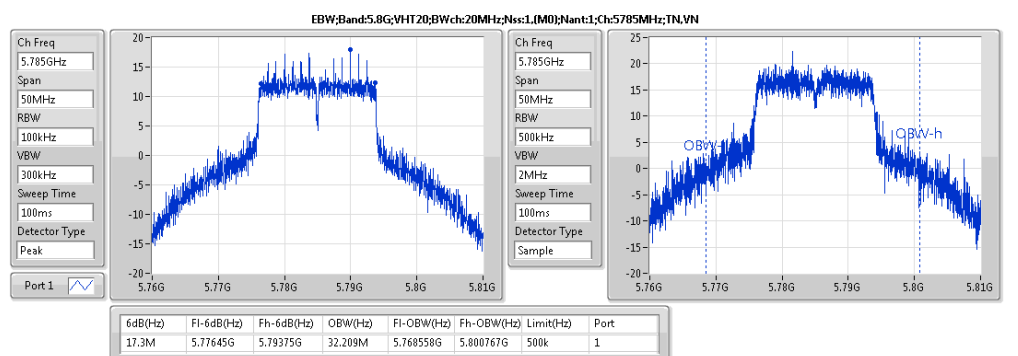 EBW;Band:5.8G;VHT20;BWch:20MHz;Nss:1,(M0);Nant:1;Ch:5785MHz;TN,VN
Ch Freq
5.785GHz
Span
50MHz
RBW
100kHz
VBW
300kHz
Sweep Time
100ms
Detector Type
Peak
Port 1
20
15
10
5
0
-5
-10
-15
-20
5.76G 5.77G 5.78G 5.79G 5.8G 5.81G
Ch Freq
5.785GHz
Span
50MHz
RBW
500kHz
VBW
2MHz
Sweep Time
100ms
Detector Type
Sample
25
20
15
10
5
0
-5
-10
-15
-20
OBW-h
5.76G 5.77G 5.78G 5.79G 5.8G 5.81G
6dB(Hz) Fl-6dB(Hz) Fh-6dB(Hz) OBW(Hz) Fl-OBW(Hz) Fh-OBW(Hz) Limit(Hz) Port
17.3M 5.77645G 5.79375G 32.209M 5.768558G 5.800767G 500k 1